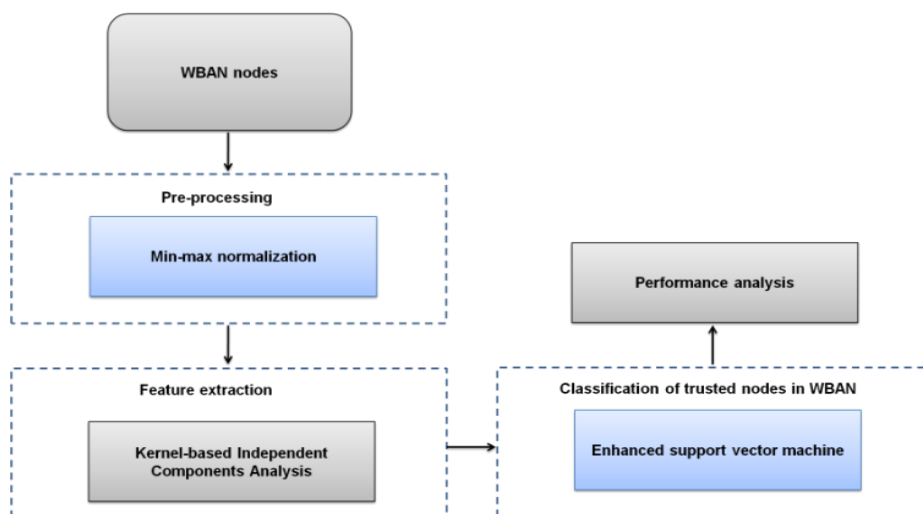 WBAN nodes
Pre-processing
Min-max normalization
Feature extraction
Kernel-based Independent
Components Analysis
Classification of trusted nodes in WBAN
Enhanced support vector machine
Performance analysis